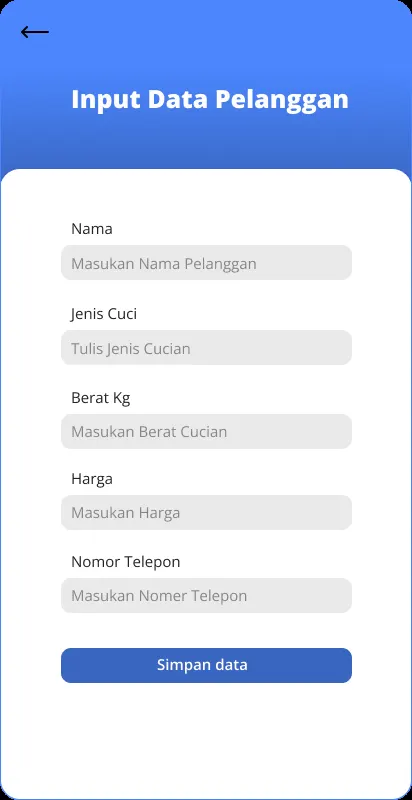 Input Data Pelanggan
Nama
Masukan Nama Pelanggan
Jenis Cuci
Tulis Jenis Cucian
Berat Kg
Masukan Berat Cucian
Harga
Masukan Harga
Nomor Telepon
Masukan Nomer Telepon
Simpan data